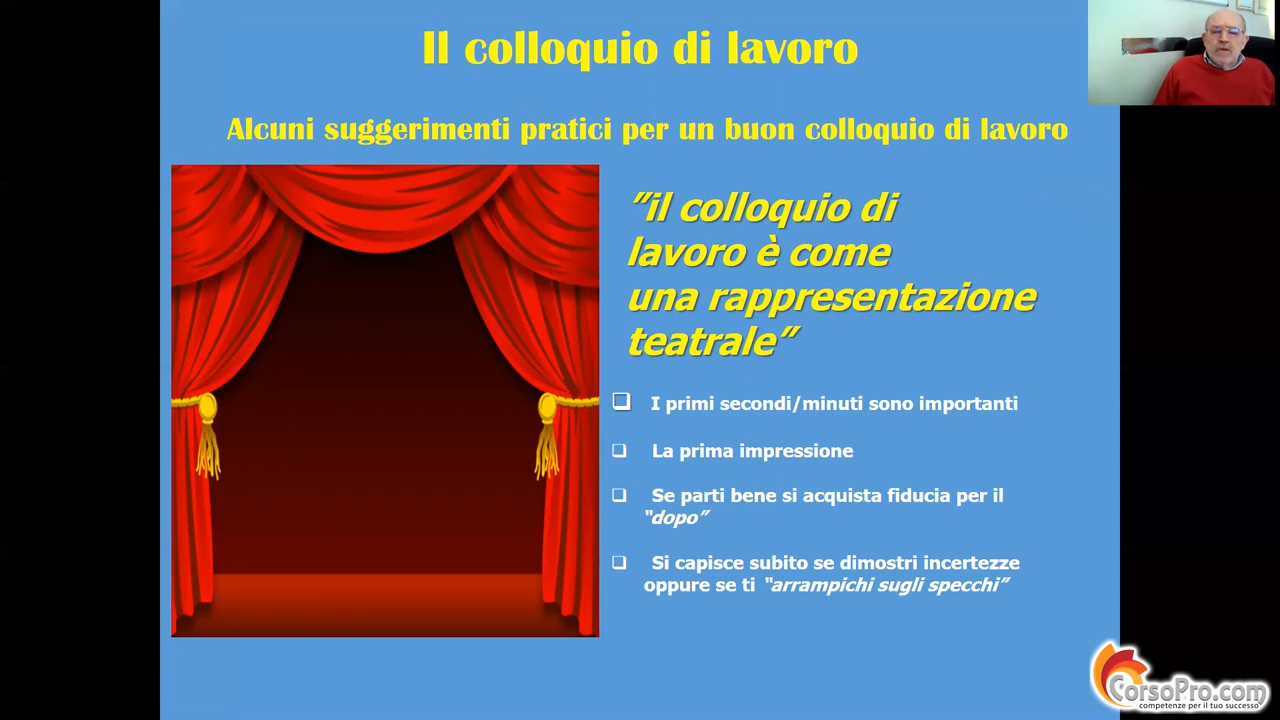 Il colloquio di lavoro
Alcuni suggerimenti pratici per un buon colloquio di lavoro
”il colloquio di
lavoro è come
una rappresentazione
teatrale”
I primi secondi/minuti sono importanti
La prima impressione
Se parti bene si acquista fiducia per il
“dopo”
Si capisce subito se dimostri incertezze
oppure se ti “arrampichi sugli specchi”
CorsoPro.com
competenze per il tuo successo